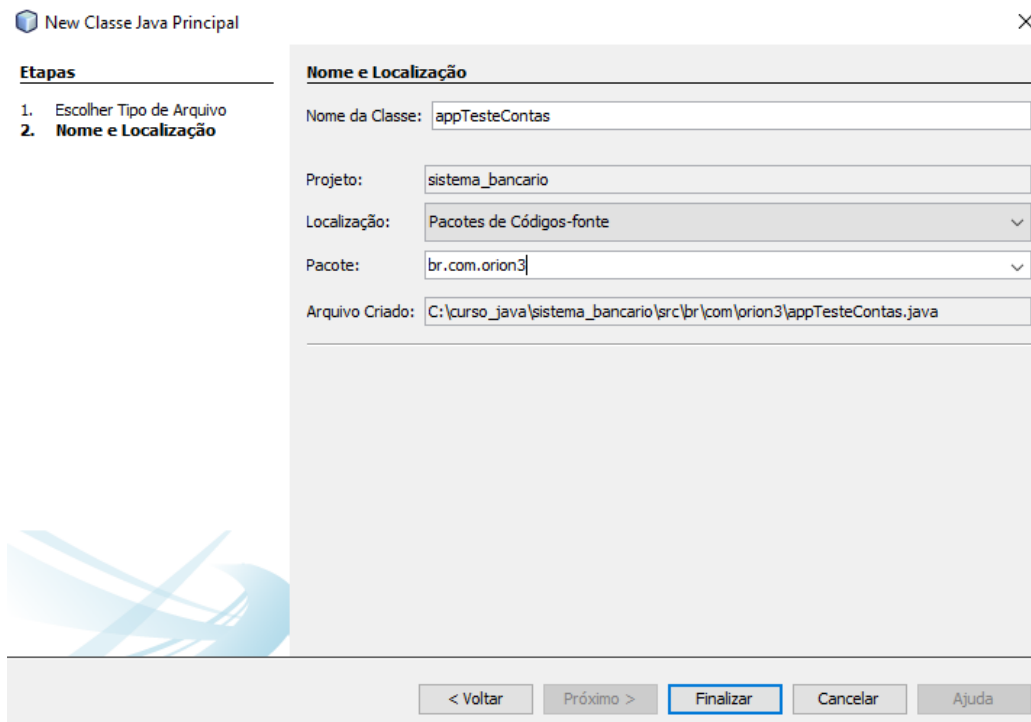 New Classe Java Principal
Etapas
1. Escolher Tipo de Arquivo
2. Nome e Localização
Nome e Localização
Nome da Classe: appTesteContas
Projeto: sistema_bancario
Localização: Pacotes de Códigos-fonte
Pacote: br.com.orion3
Arquivo Criado: C:\curso_java\sistema_bancario\src\br\com\orion3\appTesteContas.java
< Voltar Próximo > Finalizar Cancelar Ajuda